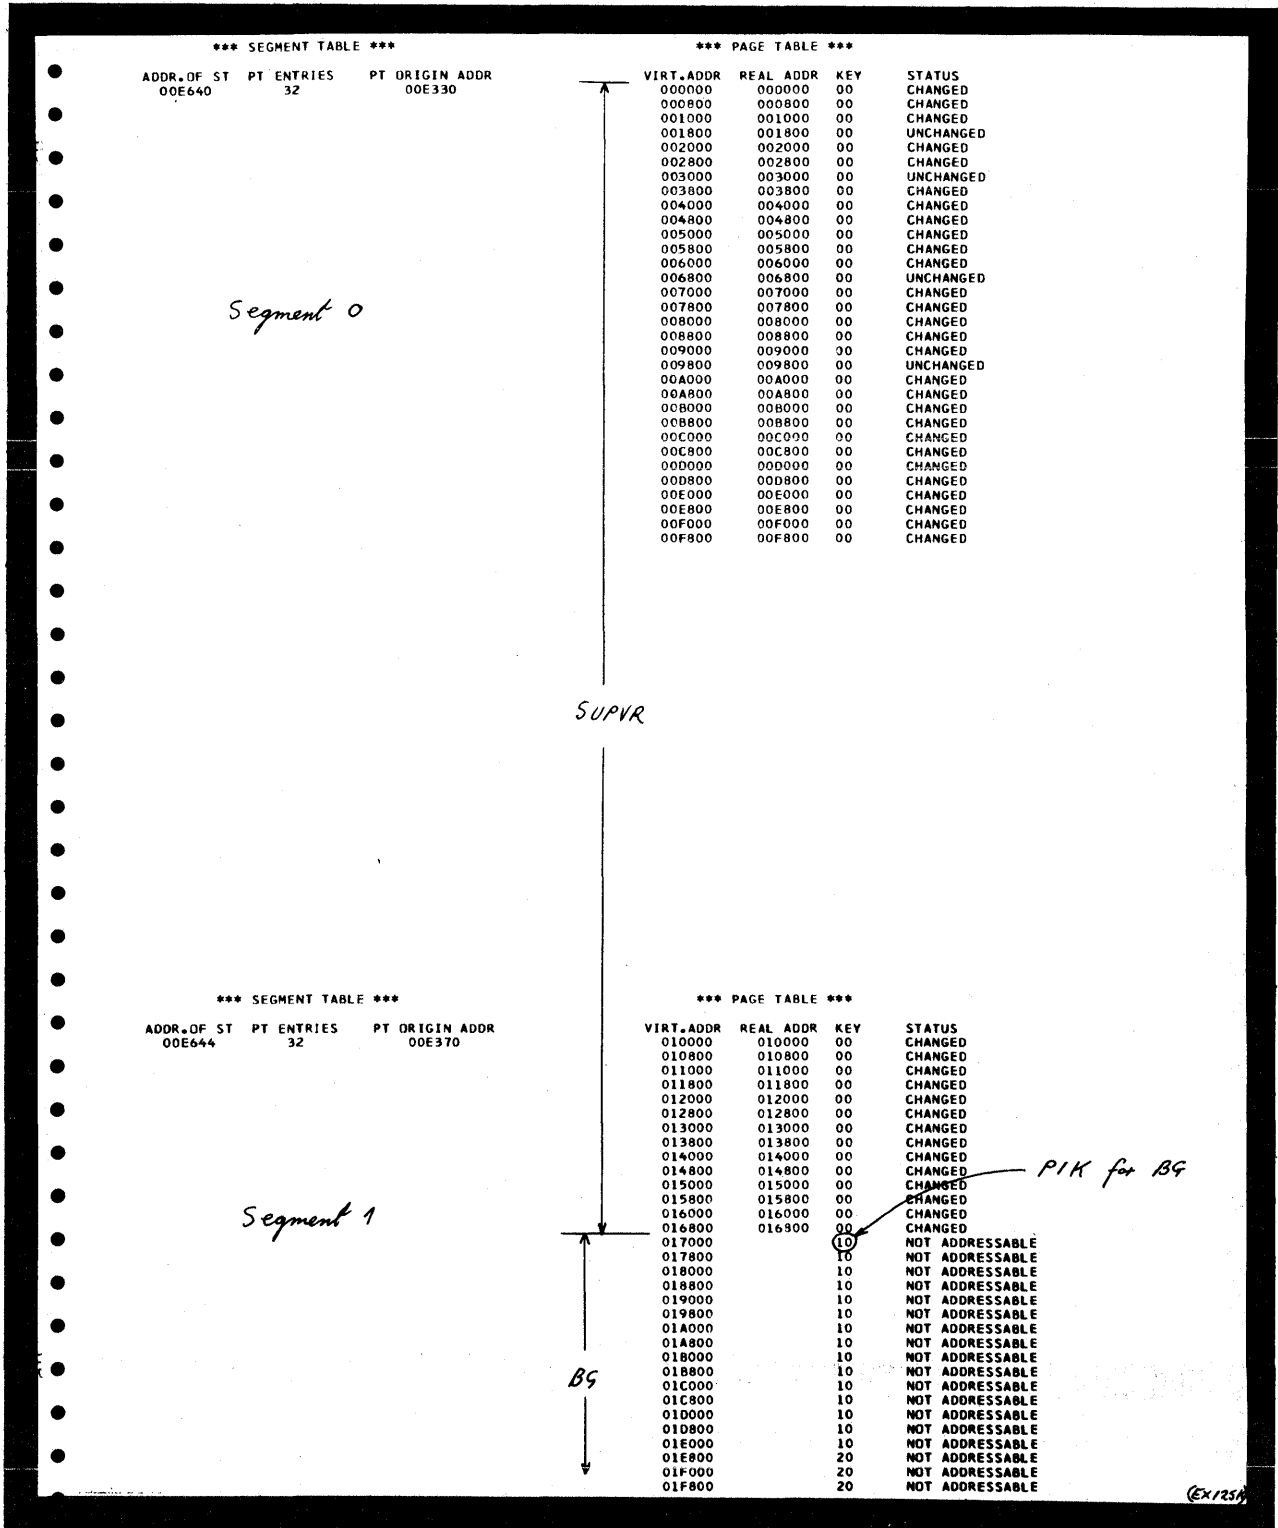 *** SEGMENT TABLE *** *** PAGE TABLE ***
ADDR.OF ST PT ENTRIES PT ORIGIN ADDR VIRT.ADDR REAL ADDR KEY STATUS
00E640 32 00E330 000000 000000 00 CHANGED
000800 000800 00 CHANGED
001000 001000 00 CHANGED
001800 001800 00 UNCHANGED
002000 002000 00 CHANGED
002800 002800 00 CHANGED
003000 003000 00 UNCHANGED
003800 003800 00 CHANGED
004000 004000 00 CHANGED
004800 004800 00 CHANGED
005000 005000 00 CHANGED
005800 005800 00 CHANGED
006000 006000 00 CHANGED
006800 006800 00 UNCHANGED
007000 007000 00 CHANGED
Segment 0 007800 007800 00 CHANGED
008000 008000 00 CHANGED
008800 008800 00 CHANGED
009000 009000 00 CHANGED
009800 009800 00 UNCHANGED
00A000 00A000 00 CHANGED
00A800 00A800 00 CHANGED
00B000 00B000 00 CHANGED
00B800 00B800 00 CHANGED
00C000 00C000 00 CHANGED
00C800 00C800 00 CHANGED
00D000 00D000 00 CHANGED
00D800 00D800 00 CHANGED
00E000 00E000 00 CHANGED
00E800 00E800 00 CHANGED
00F000 00F000 00 CHANGED
00F800 00F800 00 CHANGED
SUPVR
*** SEGMENT TABLE *** *** PAGE TABLE ***
ADDR.OF ST PT ENTRIES PT ORIGIN ADDR VIRT.ADDR REAL ADDR KEY STATUS
00E644 32 00E370 010000 010000 00 CHANGED
010800 010800 00 CHANGED
011000 011000 00 CHANGED
011800 011800 00 CHANGED
012000 012000 00 CHANGED
012800 012800 00 CHANGED
013000 013000 00 CHANGED
013800 013800 00 CHANGED
014000 014000 00 CHANGED
014800 014800 00 CHANGED PIK for BG
015000 015000 00 CHANGED
015800 015800 00 CHANGED
Segment 1 016000 016000 00 CHANGED
016800 016800 00 CHANGED
017000 10 NOT ADDRESSABLE
017800 10 NOT ADDRESSABLE
018000 10 NOT ADDRESSABLE
018800 10 NOT ADDRESSABLE
019000 10 NOT ADDRESSABLE
019800 10 NOT ADDRESSABLE
01A000 10 NOT ADDRESSABLE
01A800 10 NOT ADDRESSABLE
01B000 10 NOT ADDRESSABLE
01B800 10 NOT ADDRESSABLE
BG 01C000 10 NOT ADDRESSABLE
01C800 10 NOT ADDRESSABLE
01D000 10 NOT ADDRESSABLE
01D800 10 NOT ADDRESSABLE
01E000 10 NOT ADDRESSABLE
01E800 20 NOT ADDRESSABLE
01F000 20 NOT ADDRESSABLE
01F800 20 NOT ADDRESSABLE